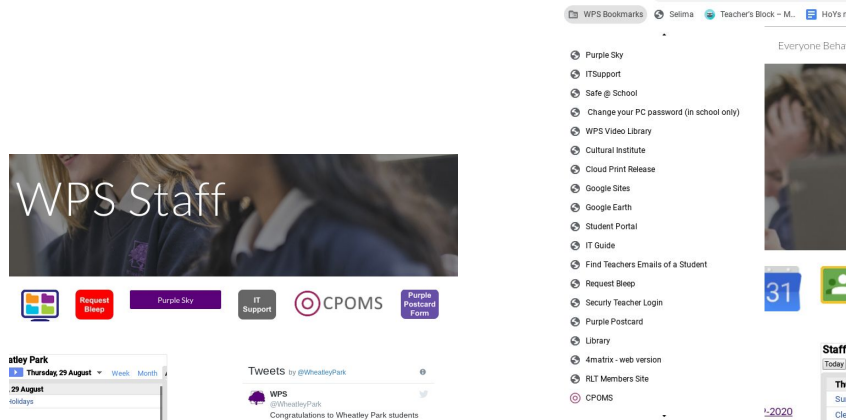 WPS Bookmarks
Selima
Teacher's Block – M..
HoYs r
Everyone Beha
Purple Sky
ITSupport
Safe @ School
Change your PC password (in school only)
WPS Video Library
Cultural Institute
Cloud Print Release
Google Sites
Google Earth
Student Portal
IT Guide
Find Teachers Emails of a Student
Request Bleep
Securly Teacher Login
Purple Postcard
Library
4matrix - web version
RLT Members Site
CPOMS
WPS Staff
Request
Bleep
Purple Sky
IT
Support
CPOMS
Purple
Postcard
Form
atley Park
Thursday, 29 August
Week
Month
29 August
Holidays
Tweets by @WheatleyPark
WPS
@WheatleyPark
Congratulations to Wheatley Park students
31
Staff
Today
Th
Su
Cle
-2020